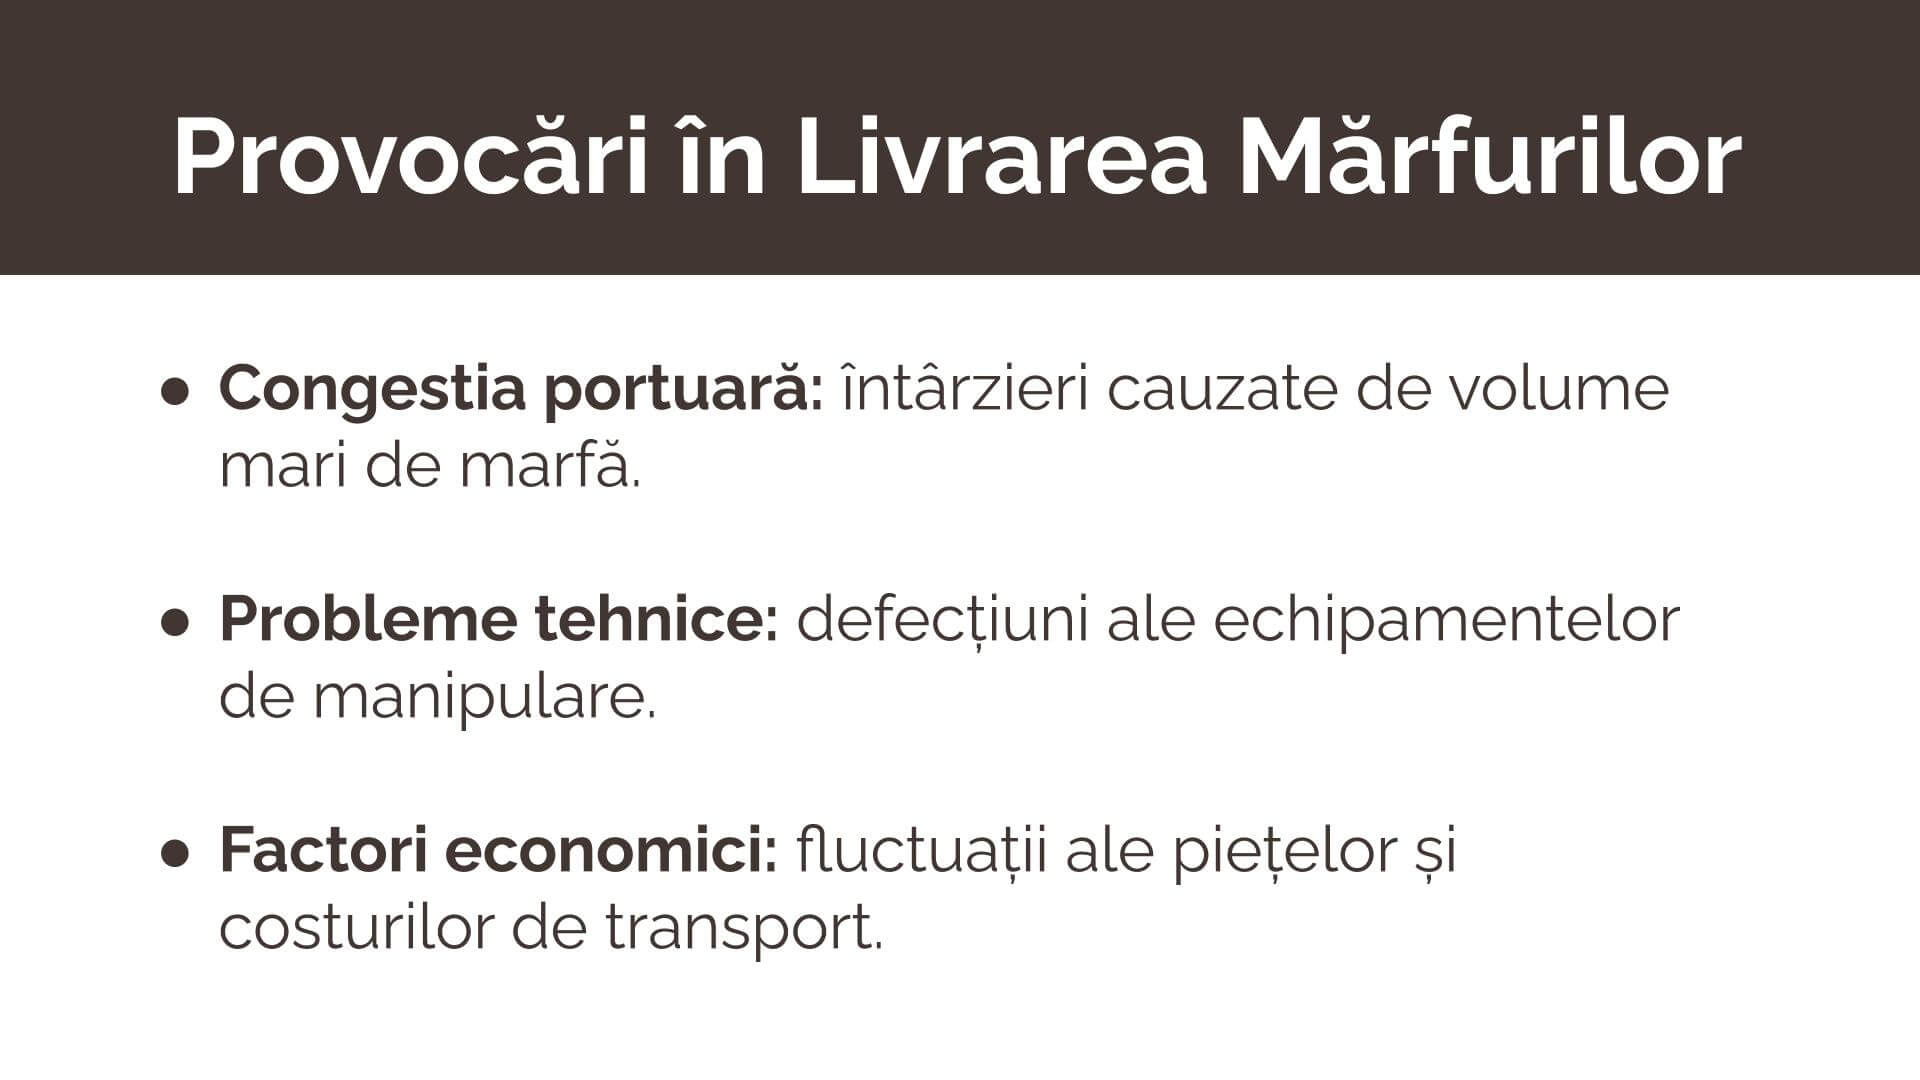 Provocări în Livrarea Mărfurilor
● Congestia portuară: întârzieri cauzate de volume
mari de marfă.
● Probleme tehnice: defecțiuni ale echipamentelor
de manipulare.
● Factori economici: fluctuații ale piețelor și
costurilor de transport.